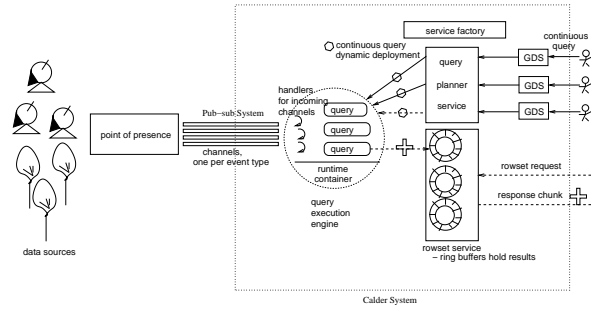 service factory
continuous query
dynamic deployment
continuous
query
query
planner
service
GDS
GDS
GDS
handlers
for incoming
channels
Pub-sub System
point of presence
channels,
one per event type
query
query
query
runtime
container
query
execution
engine
rowset request
response chunk
rowset service
– ring buffers hold results
data sources
Calder System